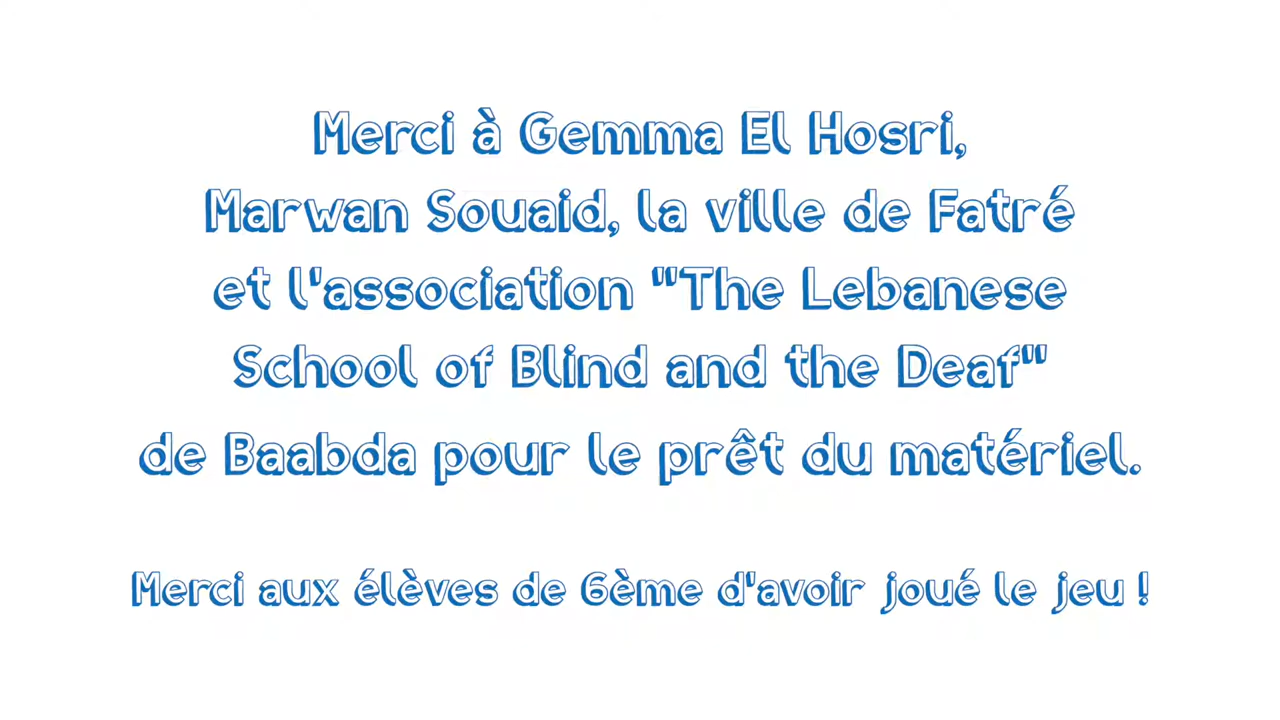 Merci à Gemma El Hosri,
Marwan Souaid, la ville de Fatré
et l'association "The Lebanese
School of Blind and the Deaf"
de Baabda pour le prêt du matériel.
Merci aux élèves de 6ème d'avoir joué le jeu !